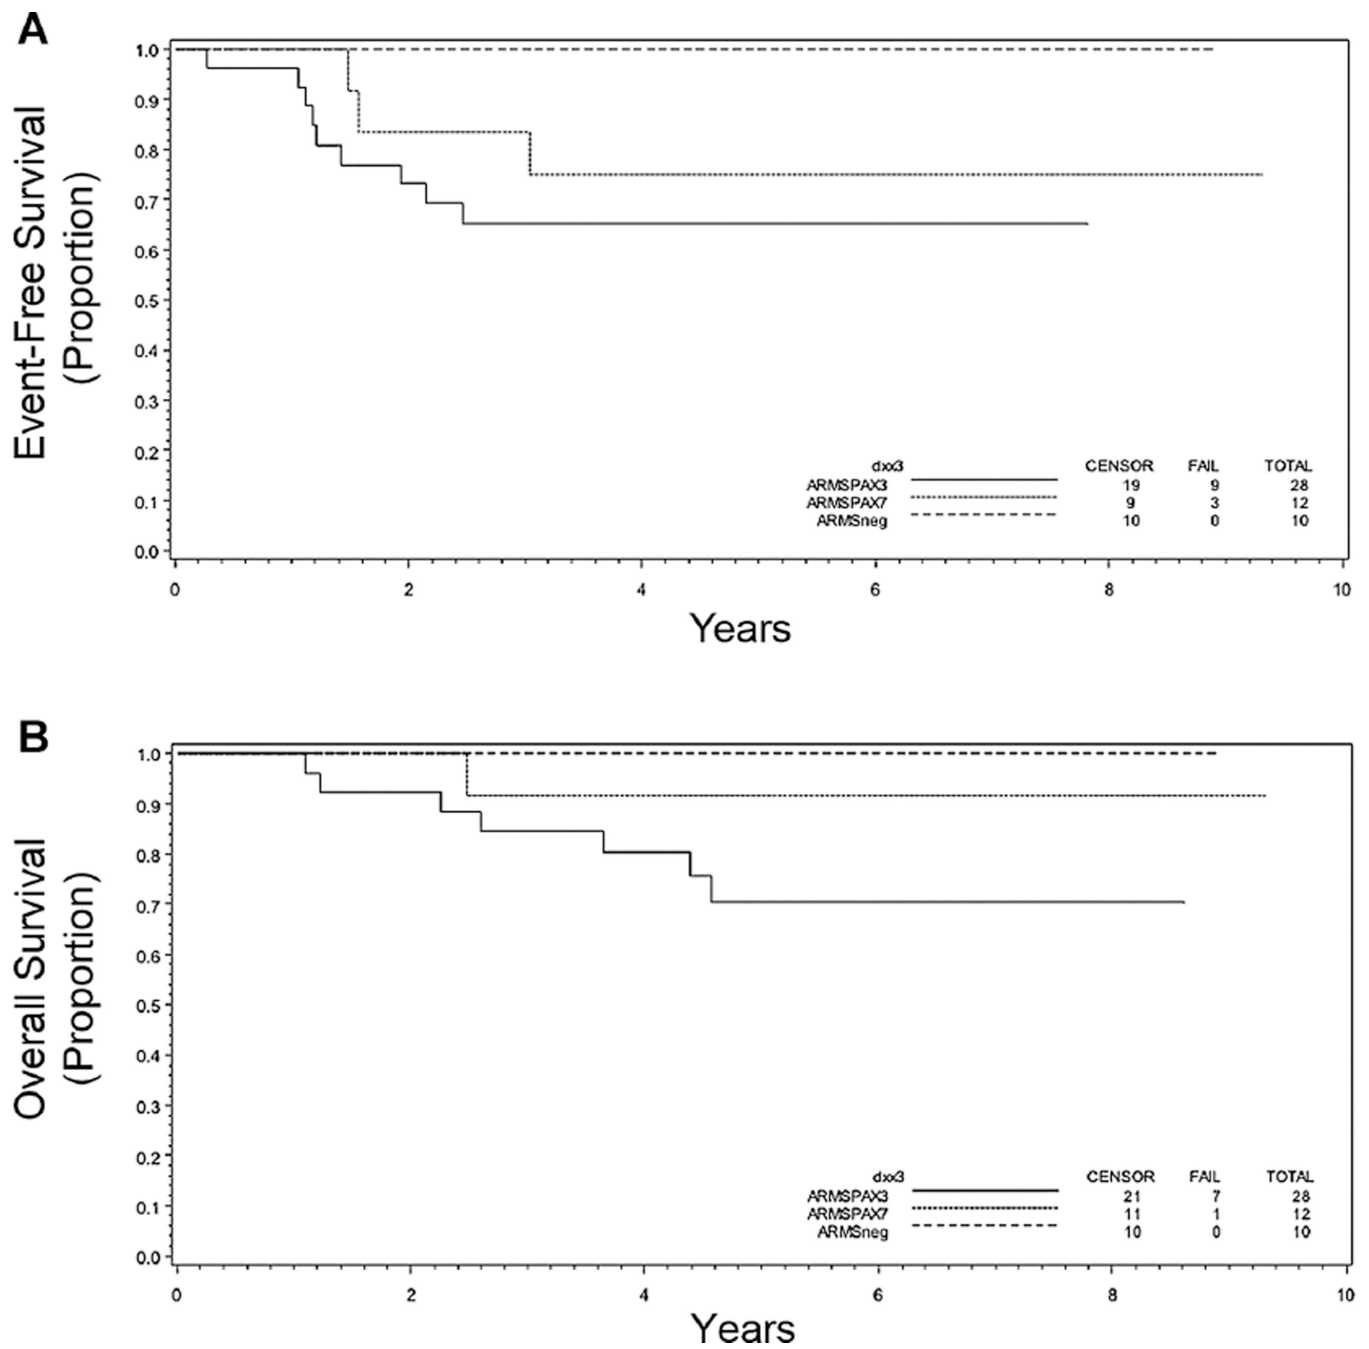 A
Event-Free Survival
(Proportion)
1.0
0.9
0.8
0.7
0.6
0.5
0.4
0.3
0.2
0.1
0.0
dxx3 CENSOR FAIL TOTAL
ARMSPAX3 19 9 28
ARMSPAX7 9 3 12
ARMSneg 10 0 10
0 2 4 6 8 10
Years
B
Overall Survival
(Proportion)
1.0
0.9
0.8
0.7
0.6
0.5
0.4
0.3
0.2
0.1
0.0
dxx3 CENSOR FAIL TOTAL
ARMSPAX3 21 7 28
ARMSPAX7 11 1 12
ARMSneg 10 0 10
0 2 4 6 8 10
Years